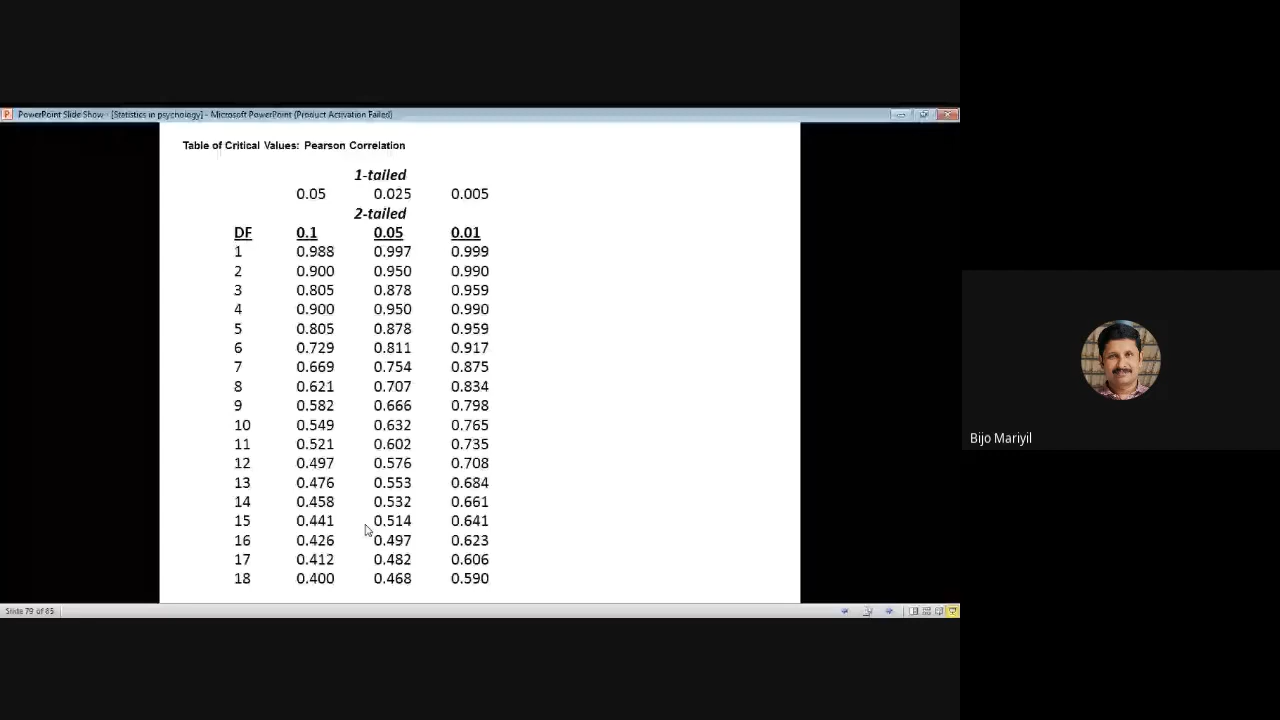 PowerPoint Slide Show - [Statistics in psychology] - Microsoft PowerPoint (Product Activation Failed)
Table of Critical Values: Pearson Correlation
1-tailed
0.05 0.025 0.005
2-tailed
DF 0.1 0.05 0.01
1 0.988 0.997 0.999
2 0.900 0.950 0.990
3 0.805 0.878 0.959
4 0.900 0.950 0.990
5 0.805 0.878 0.959
6 0.729 0.811 0.917
7 0.669 0.754 0.875
8 0.621 0.707 0.834
9 0.582 0.666 0.798
10 0.549 0.632 0.765
11 0.521 0.602 0.735
12 0.497 0.576 0.708
13 0.476 0.553 0.684
14 0.458 0.532 0.661
15 0.441 0.514 0.641
16 0.426 0.497 0.623
17 0.412 0.482 0.606
18 0.400 0.468 0.590
Bijo Mariyil
Slide 79 of 85